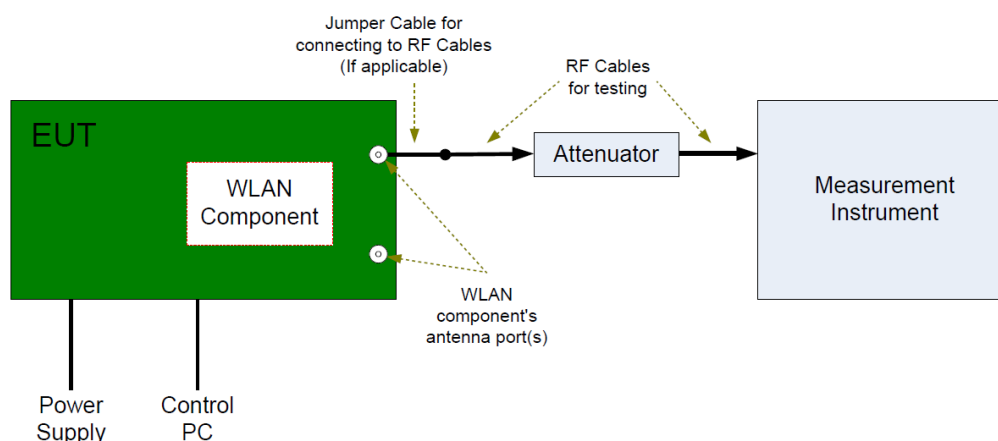 Jumper Cable for
connecting to RF Cables
(If applicable)
RF Cables
for testing
EUT
WLAN
Component
Attenuator
Measurement
Instrument
WLAN
component's
antenna port(s)
Power
Supply
Control
PC